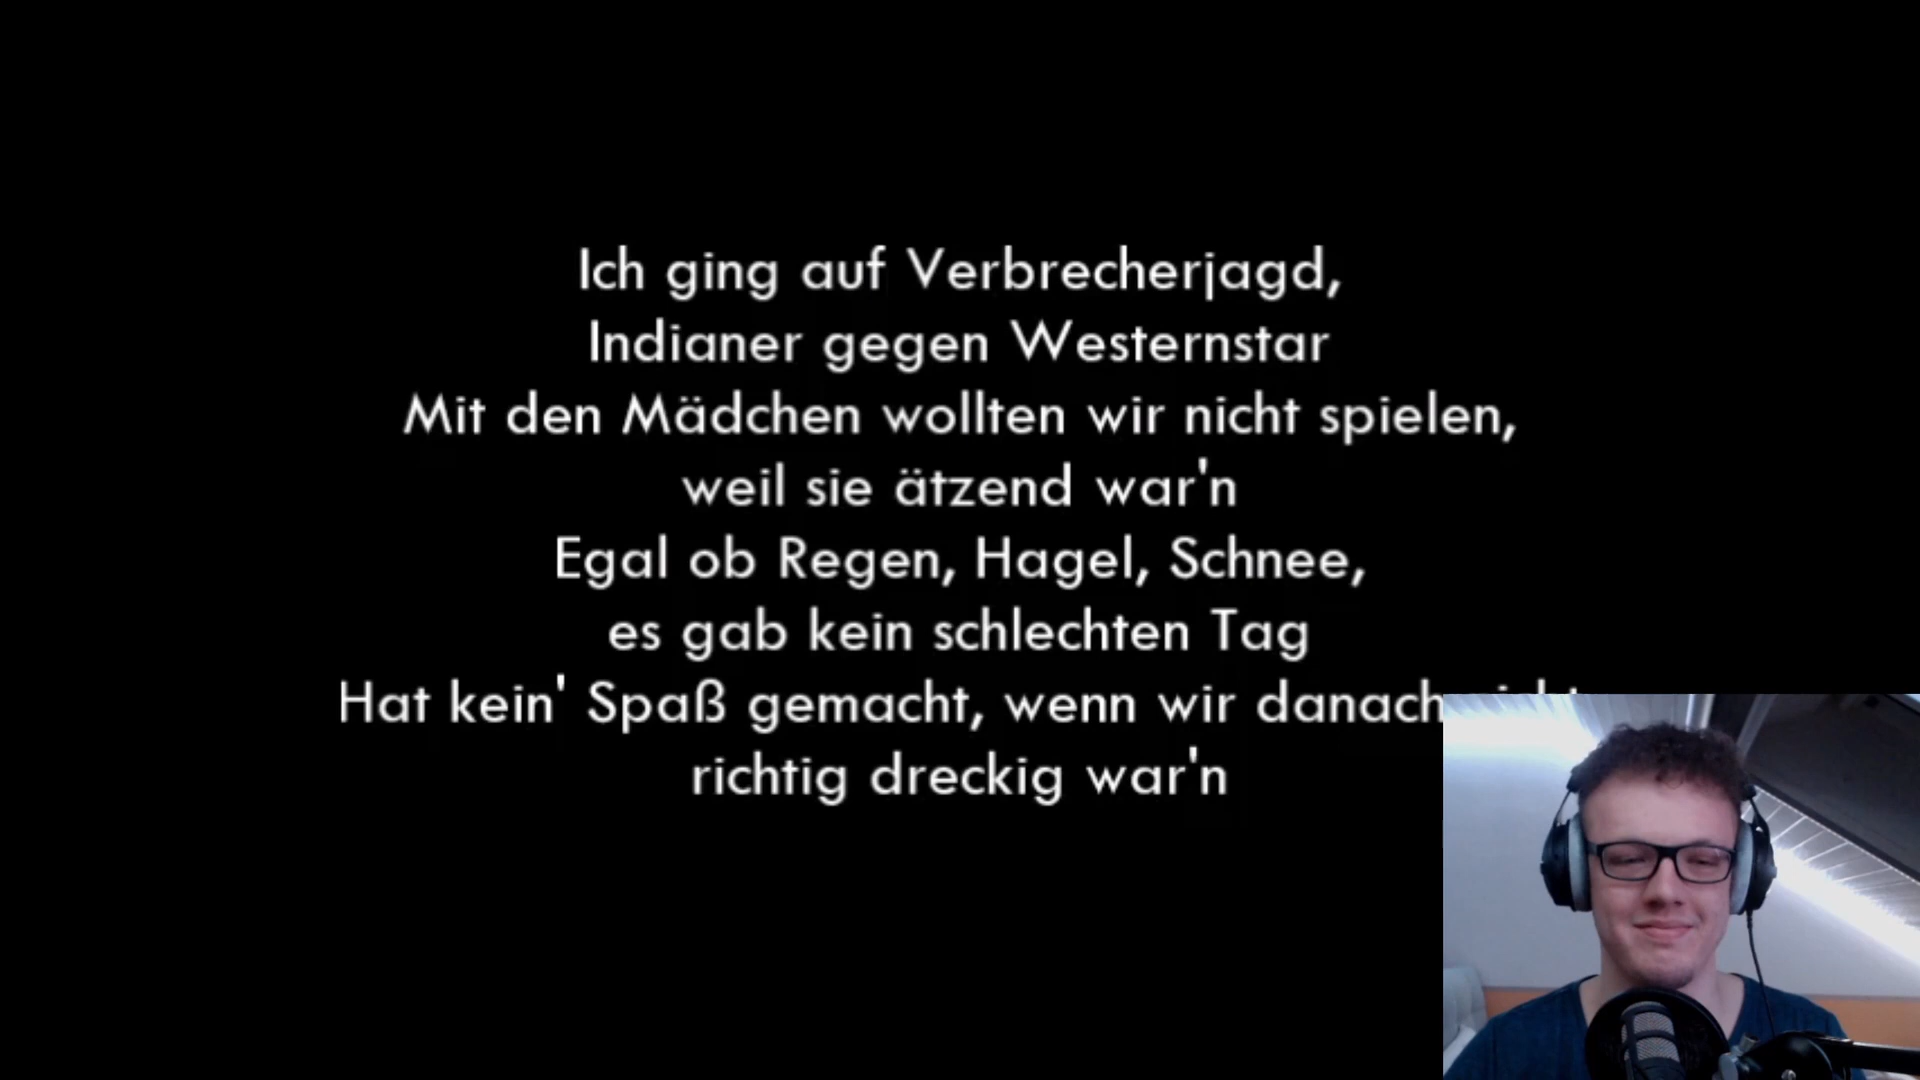 Ich ging auf Verbrecherjagd,
Indianer gegen Westernstar
Mit den Mädchen wollten wir nicht spielen,
weil sie ätzend war'n
Egal ob Regen, Hagel, Schnee,
es gab kein schlechten Tag
Hat kein' Spaß gemacht, wenn wir danach
richtig dreckig war'n